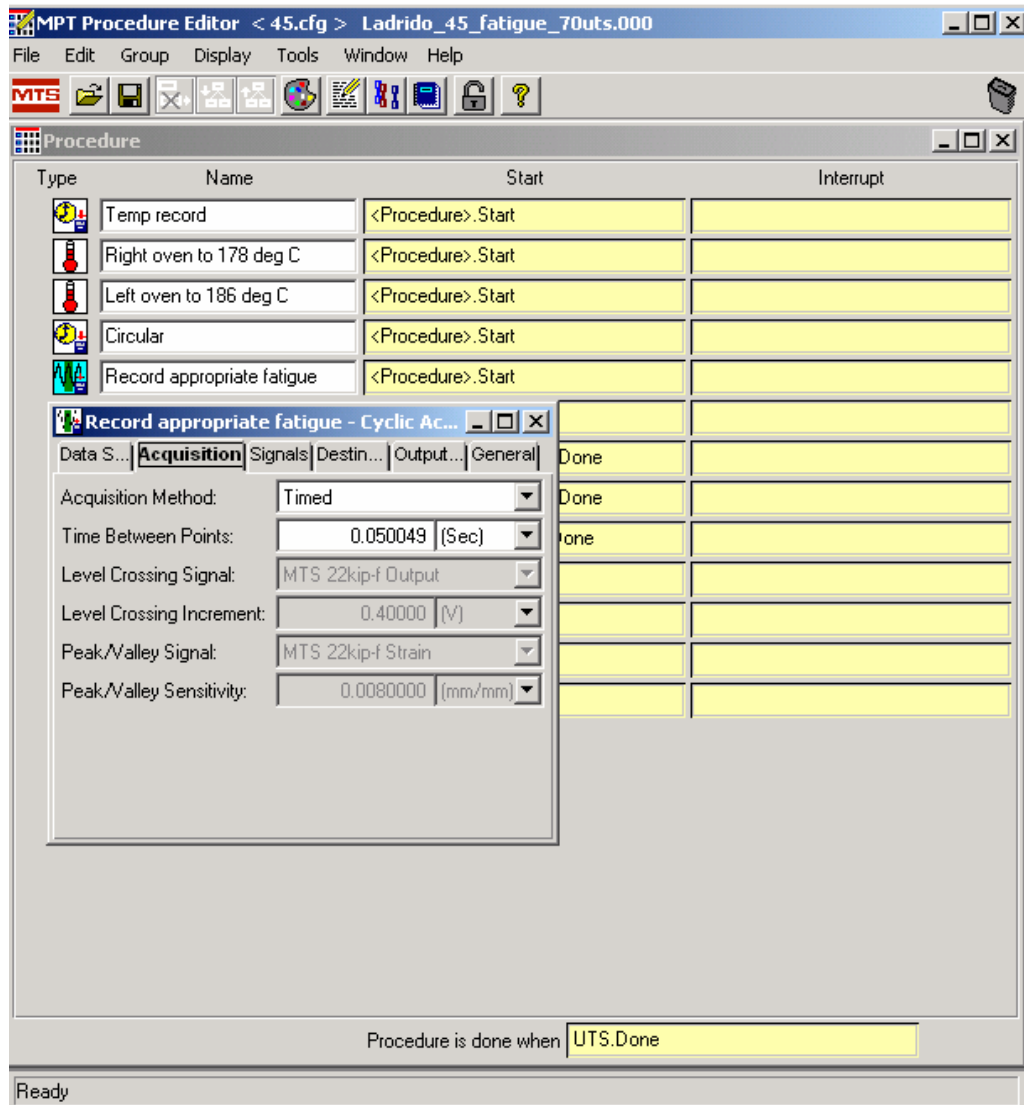 MPT Procedure Editor < 45.cfg > Ladrido_45_fatigue_70uts.000
File Edit Group Display Tools Window Help
MTS
Procedure
Type Name Start Interrupt
Temp record <Procedure>.Start
Right oven to 178 deg C <Procedure>.Start
Left oven to 186 deg C <Procedure>.Start
Circular <Procedure>.Start
Record appropriate fatigue <Procedure>.Start
Record appropriate fatigue - Cyclic Ac...
Data S... Acquisition Signals Destin... Output... General
Done
Acquisition Method: Timed
Done
Time Between Points: 0.050049 (Sec)
one
Level Crossing Signal: MTS 22kip-f Output
Level Crossing Increment: 0.40000 (V)
Peak/Valley Signal: MTS 22kip-f Strain
Peak/Valley Sensitivity: 0.0080000 (mm/mm)
Procedure is done when UTS.Done
Ready